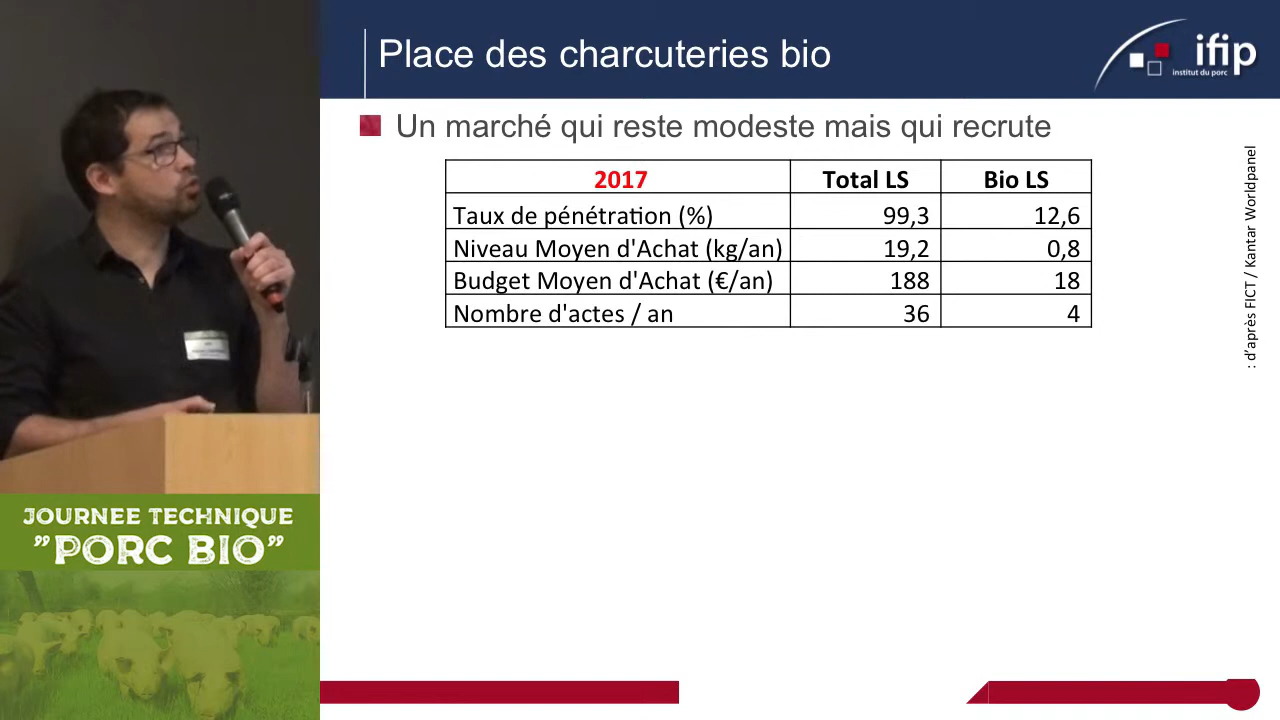 Place des charcuteries bio
ifip
institut du porc
Un marché qui reste modeste mais qui recrute
2017 Total LS Bio LS
Taux de pénétration (%) 99,3 12,6
Niveau Moyen d'Achat (kg/an) 19,2 0,8
Budget Moyen d'Achat (€/an) 188 18
Nombre d'actes / an 36 4
: d'après FICT / Kantar Worldpanel
JOURNEE TECHNIQUE
"PORC BIO"